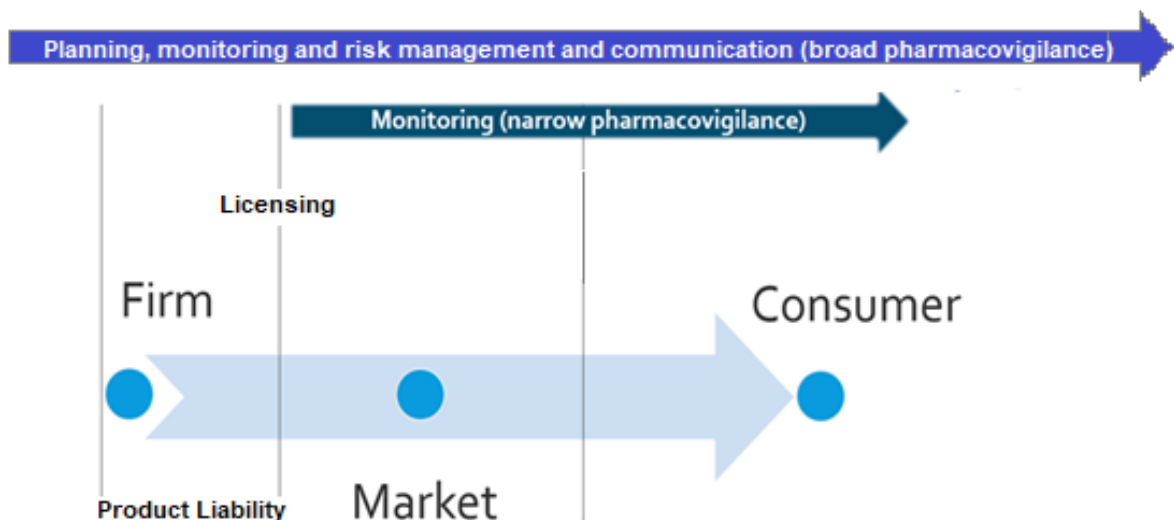 Planning, monitoring and risk management and communication (broad pharmacovigilance)
Monitoring (narrow pharmacovigilance)
Licensing
Firm
Consumer
Product Liability
Market